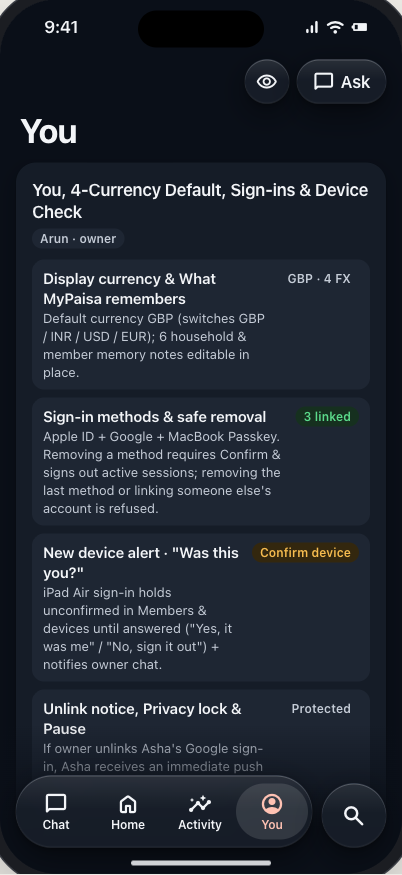 9:41
Ask
You
You, 4-Currency Default, Sign-ins & Device
Check
Arun · owner
Display currency & What
MyPaisa remembers
GBP · 4 FX
Default currency GBP (switches GBP
/ INR / USD / EUR); 6 household &
member memory notes editable in
place.
Sign-in methods & safe removal
3 linked
Apple ID + Google + MacBook Passkey.
Removing a method requires Confirm &
signs out active sessions; removing the
last method or linking someone else's
account is refused.
New device alert · "Was this
you?"
Confirm device
iPad Air sign-in holds
unconfirmed in Members &
devices until answered ("Yes, it
was me" / "No, sign it out") +
notifies owner chat.
Unlink notice, Privacy lock &
Pause
Protected
If owner unlinks Asha's Google sign-
in, Asha receives an immediate push
Chat
Home
Activity
You